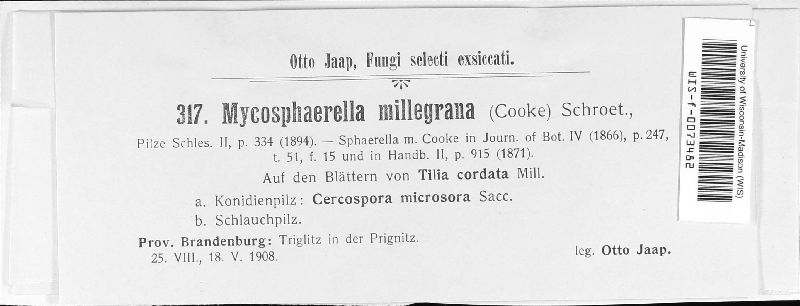 Otto Jaap, Fungi selecti exsiccati.
317. Mycosphaerella millegrana (Cooke) Schroet.,
Pilze Schles. II, p. 334 (1894). — Sphaerella m. Cooke in Journ. of Bot. IV (1866), p. 247,
t. 51, f. 15 und in Handb. II, p. 915 (1871).
Auf den Blättern von Tilia cordata Mill.
a. Konidienpilz: Cercospora microsora Sacc.
b. Schlauchpilz.
Prov. Brandenburg: Triglitz in der Prignitz.
25. VIII., 18. V. 1908.
leg. Otto Jaap.
University of Wisconsin-Madison (WIS)
WIS-f-0073462